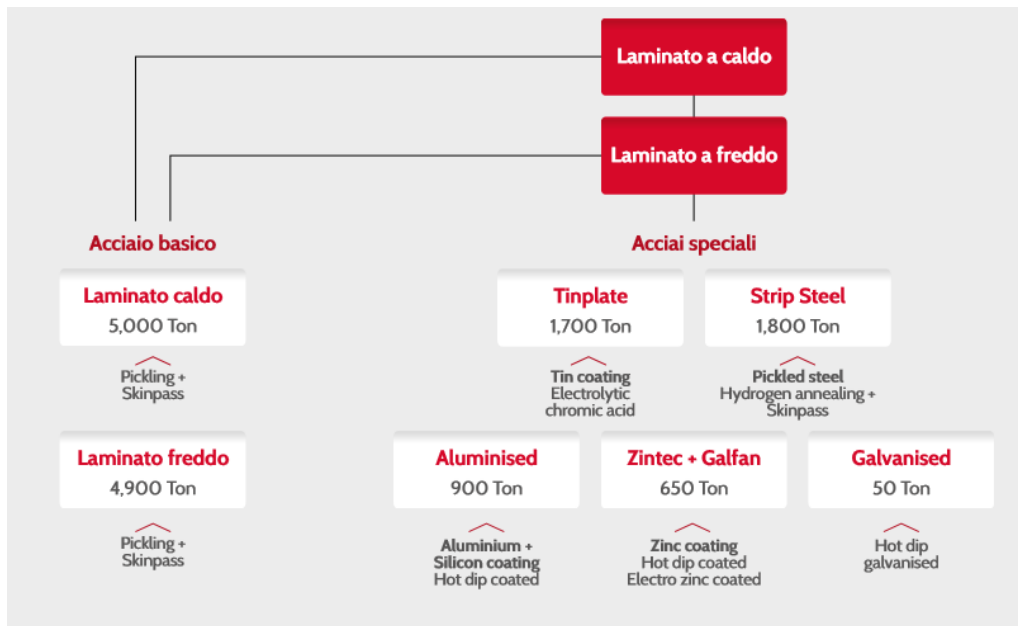 Laminato a caldo
Laminato a freddo
Acciaio basico
Acciai speciali
Laminato caldo
5,000 Ton
Pickling +
Skinpass
Tinplate
1,700 Ton
Tin coating
Electrolytic
chromic acid
Strip Steel
1,800 Ton
Pickled steel
Hydrogen annealing +
Skinpass
Laminato freddo
4,900 Ton
Pickling +
Skinpass
Aluminised
900 Ton
Aluminium +
Silicon coating
Hot dip coated
Zintec + Galfan
650 Ton
Zinc coating
Hot dip coated
Electro zinc coated
Galvanised
50 Ton
Hot dip
galvanised